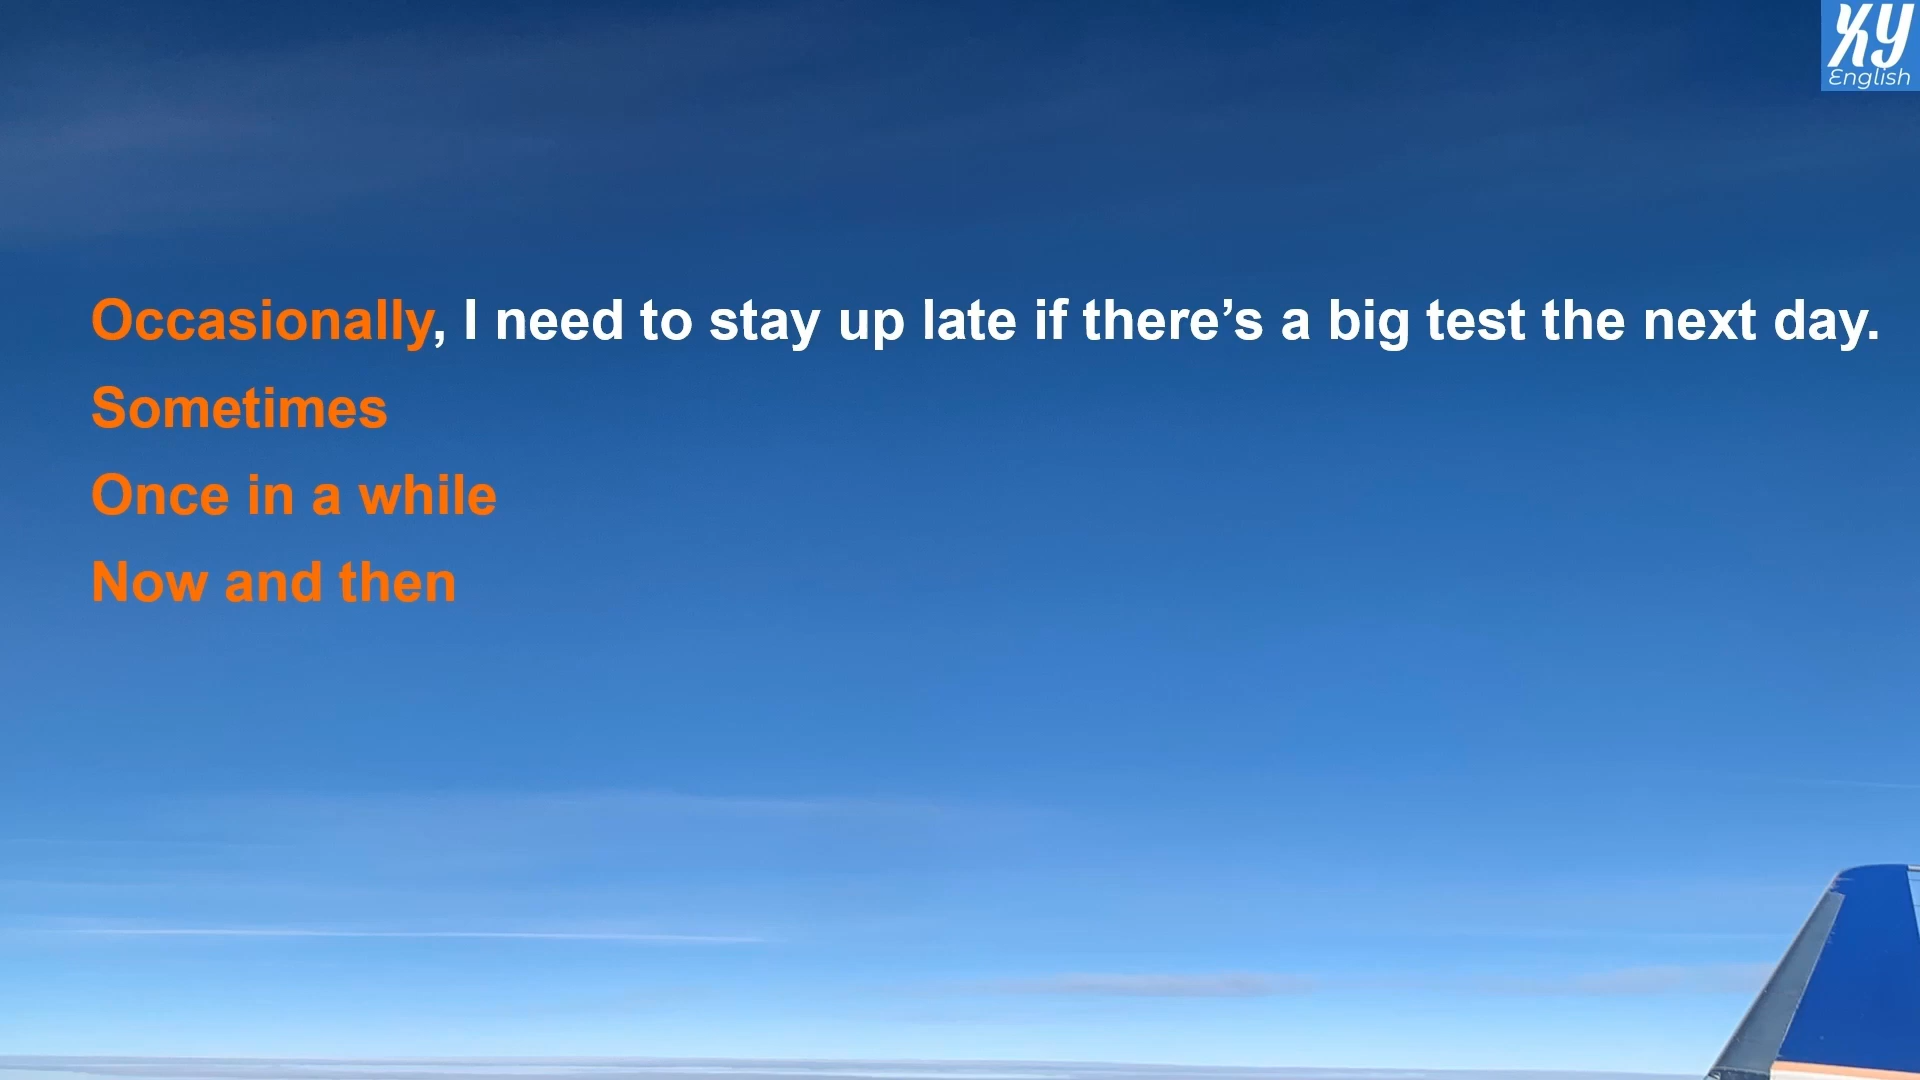 XY
English
Occasionally, I need to stay up late if there’s a big test the next day.
Sometimes
Once in a while
Now and then